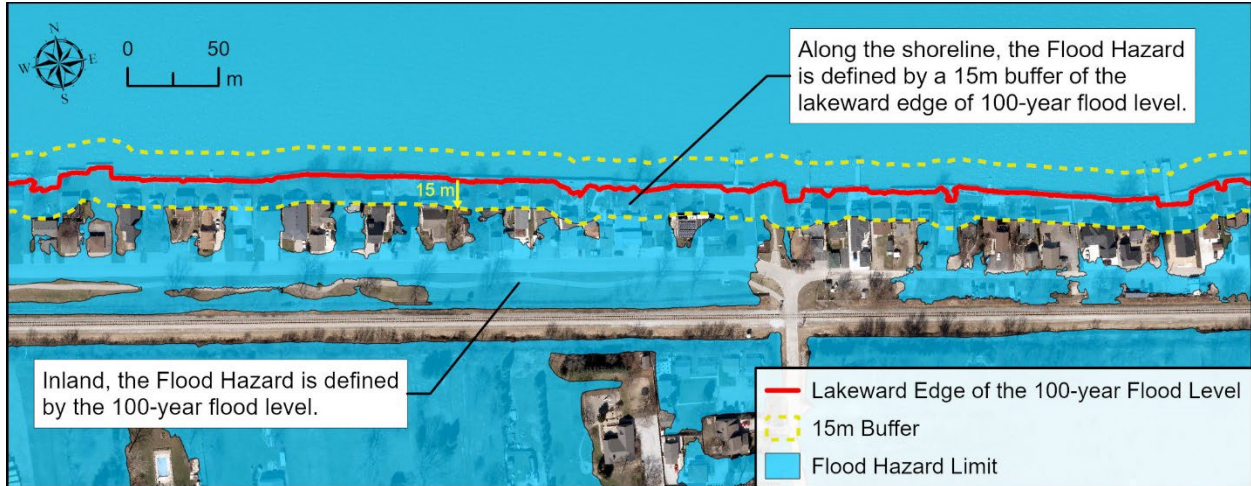 N
W E
S
0 50
m
Along the shoreline, the Flood Hazard
is defined by a 15m buffer of the
lakeward edge of 100-year flood level.
15 m
Inland, the Flood Hazard is defined
by the 100-year flood level.
Lakeward Edge of the 100-year Flood Level
15m Buffer
Flood Hazard Limit